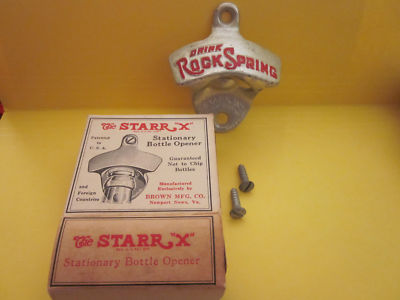 DRINK
ROCK SPRING
The STARR "X"
Patented
in
U.S.A.
Stationary
Bottle Opener
Guaranteed
Not to Chip
Bottles
and
Foreign
Countries
Manufactured
Exclusively by
BROWN MFG. CO.
Newport News, Va.
The STARR "X"
Stationary Bottle Opener